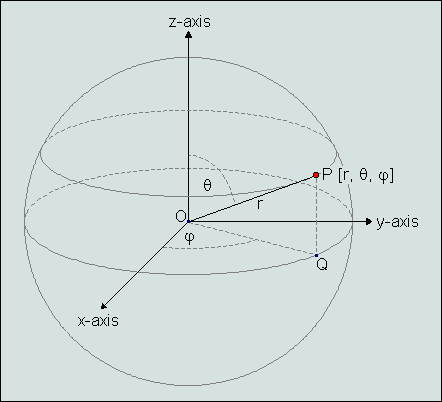 z-axis
P [r, θ, φ]
θ
r
O
y-axis
φ
Q
x-axis